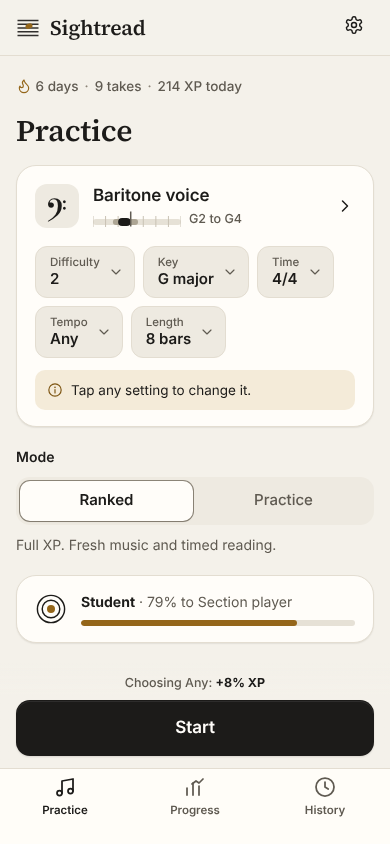 Sightread
6 days · 9 takes · 214 XP today
Practice
Baritone voice
G2 to G4
Difficulty
2
Key
G major
Time
4/4
Tempo
Any
Length
8 bars
Tap any setting to change it.
Mode
Ranked
Practice
Full XP. Fresh music and timed reading.
Student · 79% to Section player
Choosing Any: +8% XP
Start
Practice
Progress
History